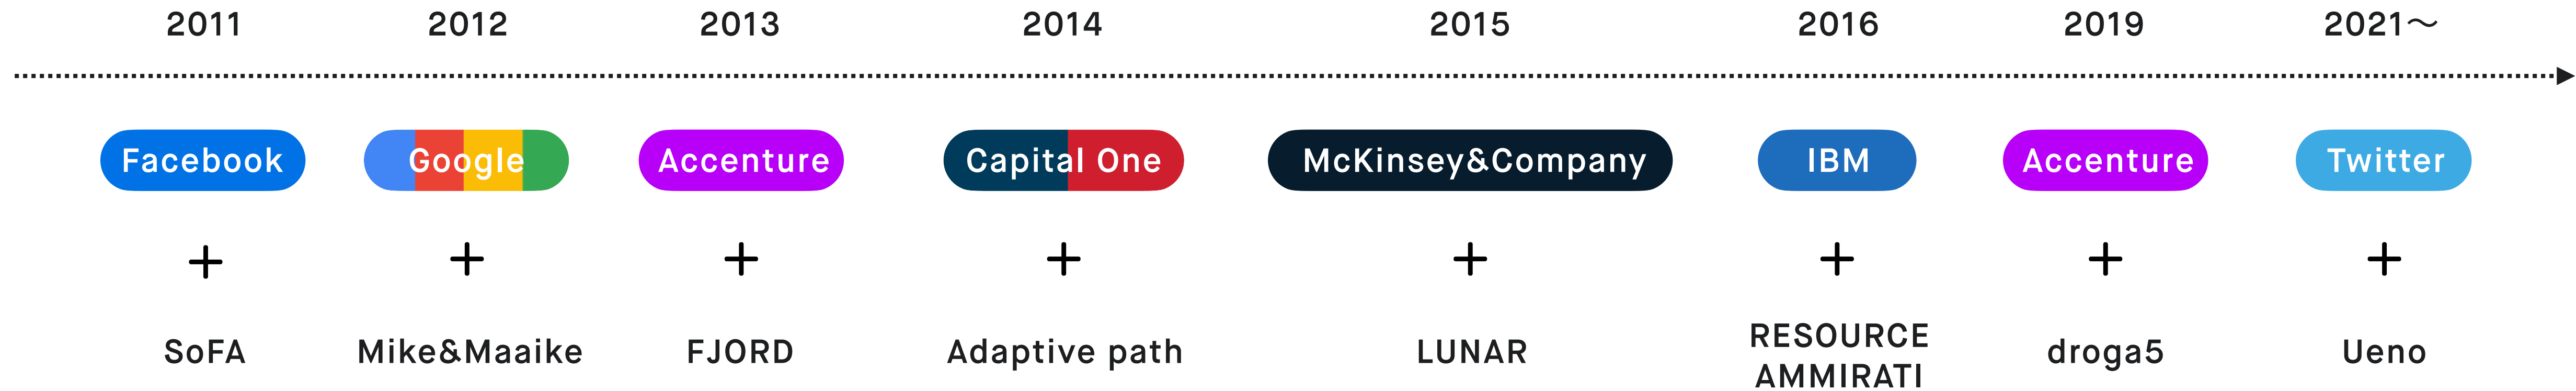 2011 2012 2013 2014 2015 2016 2019 2021～
Facebook Google Accenture Capital One McKinsey&Company IBM Accenture Twitter
+ + + + + + + +
SoFA Mike&Maaike FJORD Adaptive path LUNAR RESOURCE AMMIRATI droga5 Ueno